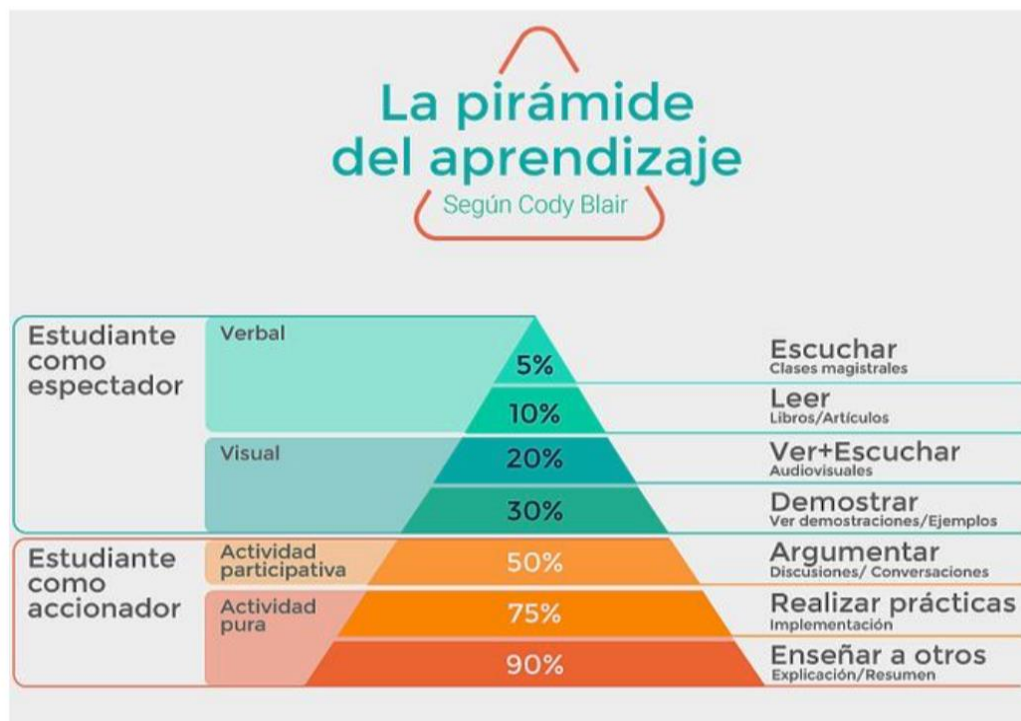 La pirámide
del aprendizaje
Según Cody Blair
Estudiante
como
espectador
Verbal
5%
Escuchar
Clases magistrales
10%
Leer
Libros/Artículos
Visual
20%
Ver+Escuchar
Audiovisuales
30%
Demostrar
Ver demostraciones/Ejemplos
Estudiante
como
accionador
Actividad
participativa
50%
Argumentar
Discusiones/ Conversaciones
Actividad
pura
75%
Realizar prácticas
Implementación
90%
Enseñar a otros
Explicación/Resumen